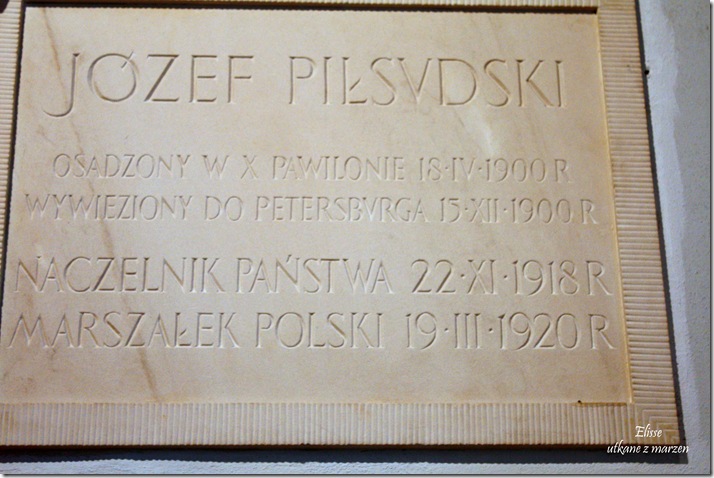 JÓZEF PIŁSVDSKI
OSADZONY W X PAWILONIE 18·IV·1900 R
WYWIEZIONY DO PETERSBVRGA 15·XII·1900 R
NACZELNIK PAŃSTWA 22·XI·1918 R
MARSZAŁEK POLSKI 19·III·1920 R
Elisse
utkane z marzen